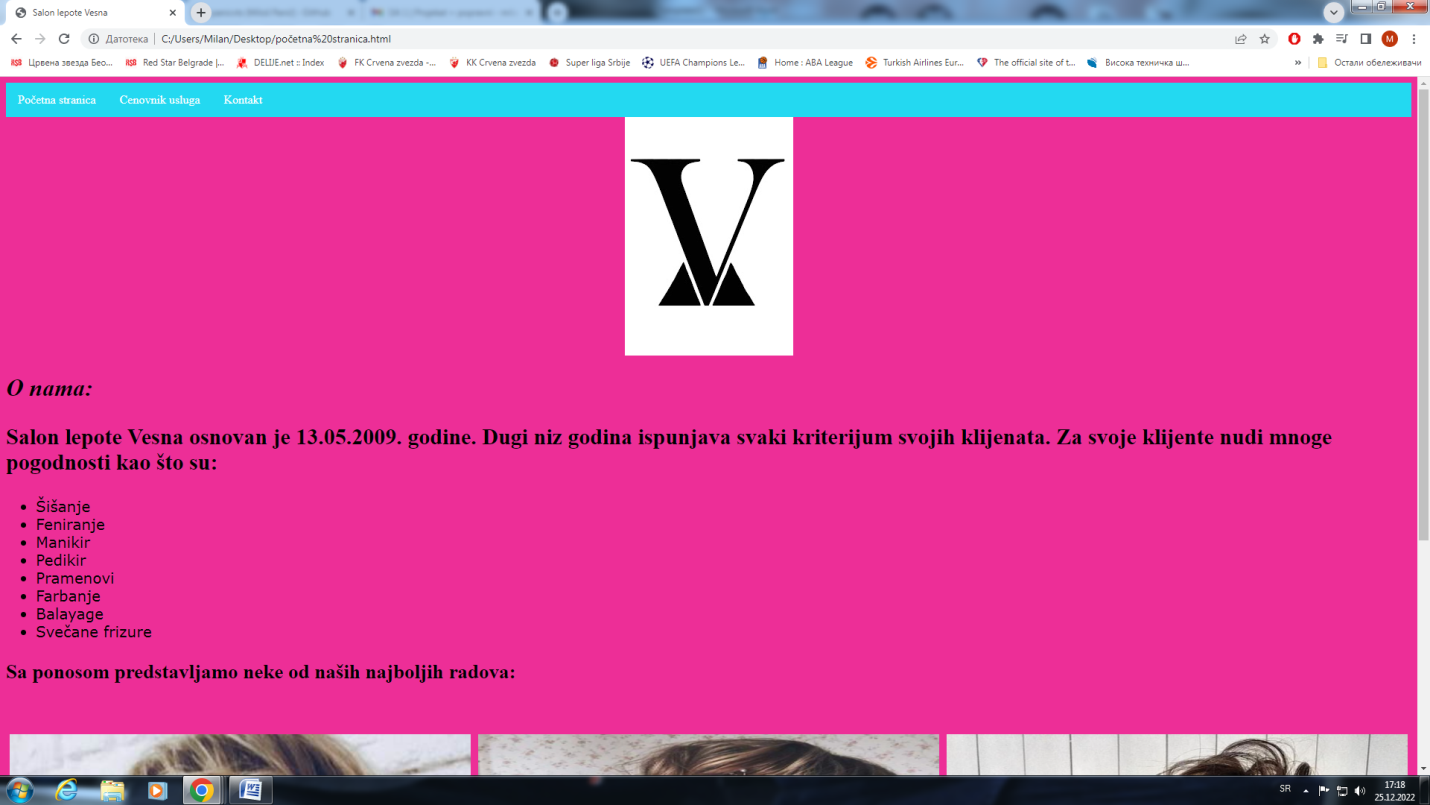 Salon lepote Vesna
Датотека | C:/Users/Milan/Desktop/početna%20stranica.html
M
Црвена звезда Бео... Red Star Belgrade |... DELIJE.net :: Index FK Crvena zvezda -... KK Crvena zvezda Super liga Srbije UEFA Champions Le... Home : ABA League Turkish Airlines Eur... The official site of t... Висока техничка ш... » Остали обележивачи
Početna stranica Cenovnik usluga Kontakt
V
O nama:
Salon lepote Vesna osnovan je 13.05.2009. godine. Dugi niz godina ispunjava svaki kriterijum svojih klijenata. Za svoje klijente nudi mnoge
pogodnosti kao što su:
Šišanje
Feniranje
Manikir
Pedikir
Pramenovi
Farbanje
Balayage
Svečane frizure
Sa ponosom predstavljamo neke od naših najboljih radova:
SR
17:18
25.12.2022